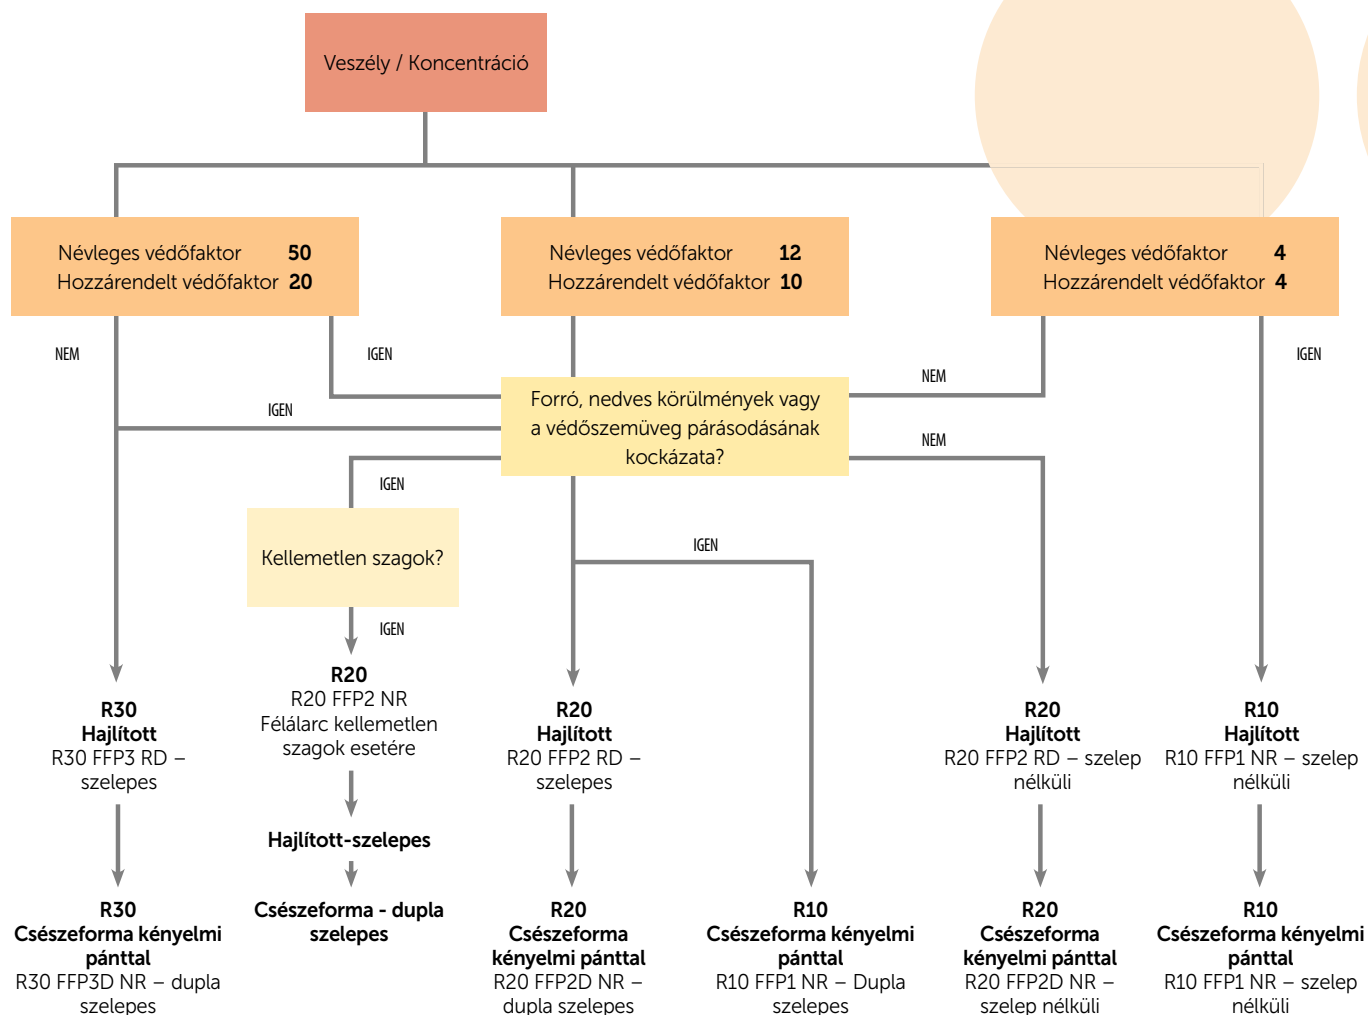 Veszély / Koncentráció
Névleges védőfaktor 50
Hozzárendelt védőfaktor 20
Névleges védőfaktor 12
Hozzárendelt védőfaktor 10
Névleges védőfaktor 4
Hozzárendelt védőfaktor 4
NEM
IGEN
IGEN
IGEN
NEM
NEM
Forró, nedves körülmények vagy
a védőszemüveg párásodásának
kockázata?
IGEN
Kellemetlen szagok?
IGEN
IGEN
R30
Hajlított
R30 FFP3 RD –
szelepes
R20
R20 FFP2 NR
Félálarc kellemetlen
szagok esetére
R20
Hajlított
R20 FFP2 RD –
szelepes
R20
Hajlított
R20 FFP2 RD – szelep
nélküli
R10
Hajlított
R10 FFP1 NR – szelep
nélküli
Hajlított-szelepes
R30
Csészeforma kényelmi
pánttal
R30 FFP3D NR – dupla
szelepes
Csészeforma - dupla
szelepes
R20
Csészeforma
kényelmi pánttal
R20 FFP2D NR –
dupla szelepes
R10
Csészeforma kényelmi
pánttal
R10 FFP1 NR – Dupla
szelepes
R20
Csészeforma
kényelmi pánttal
R20 FFP2D NR –
szelep nélküli
R10
Csészeforma kényelmi
pánttal
R10 FFP1 NR – szelep
nélküli